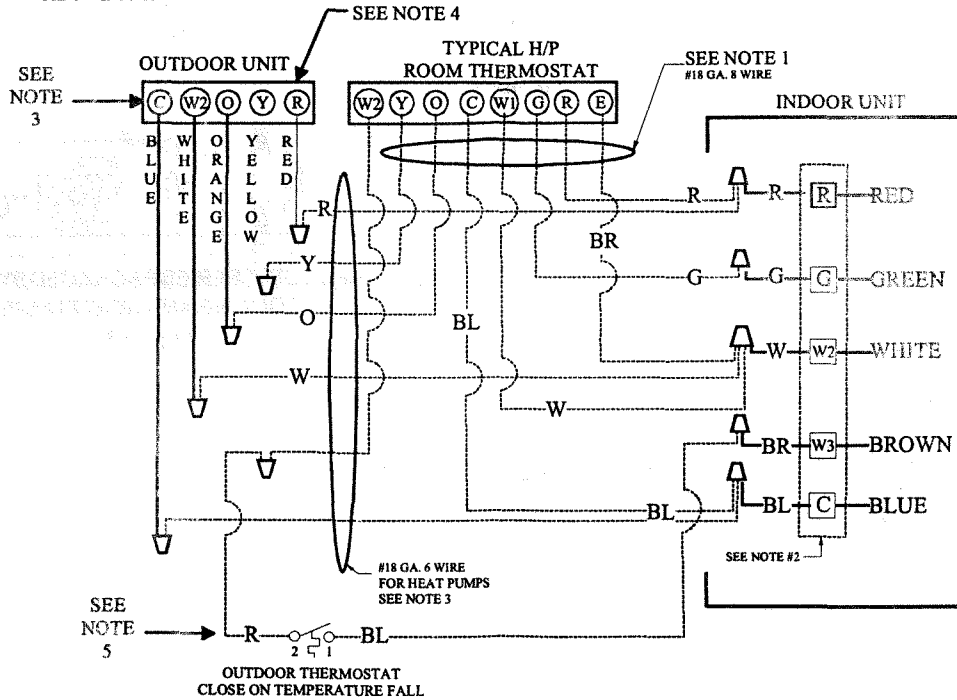 SEE NOTE 4
OUTDOOR UNIT
TYPICAL H/P
ROOM THERMOSTAT
SEE NOTE 1
#18 GA. 8 WIRE
SEE
NOTE
3
INDOOR UNIT
C W2 O Y R
W2 Y O C W1 G R E
BLUE
WHITE
ORANGE
YELLOW
RED
R
R
R
R
RED
BR
Y
G
G
G
GREEN
O
BL
W
W2
WHITE
W
W
BR
W3
BROWN
BL
BL
C
BLUE
SEE NOTE #2
#18 GA. 6 WIRE
FOR HEAT PUMPS
SEE NOTE 3
SEE
NOTE
5
R
2 1
BL
OUTDOOR THERMOSTAT
CLOSE ON TEMPERATURE FALL